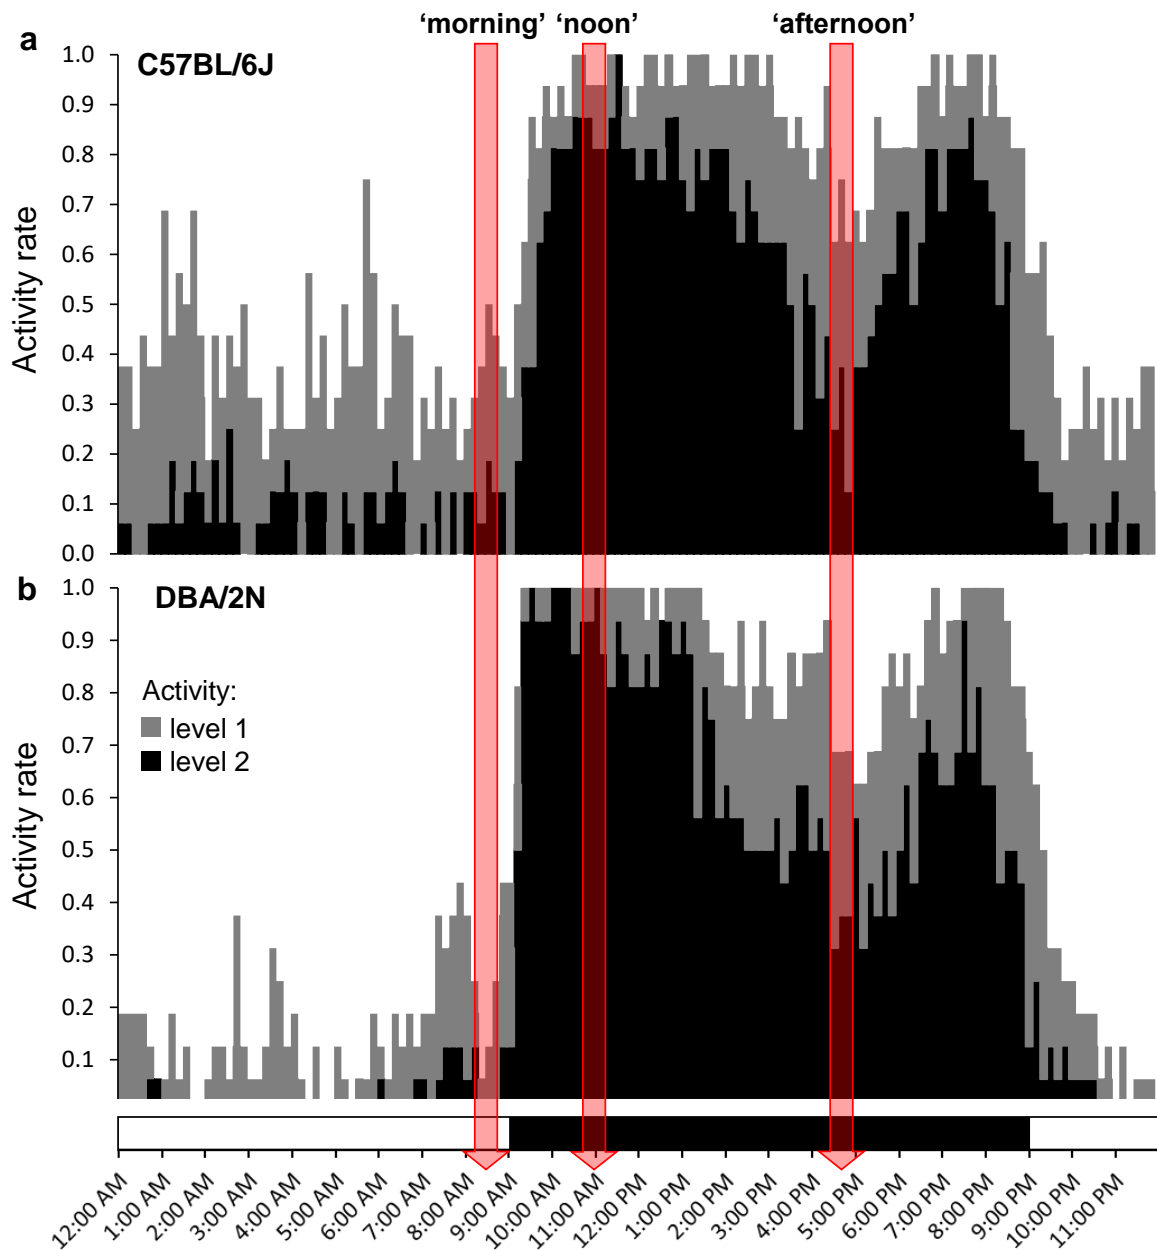 ‘morning’ ‘noon’ ‘afternoon’
a
C57BL/6J
1.0
0.9
0.8
0.7
0.6
0.5
0.4
0.3
0.2
0.1
0.0
Activity rate
b
DBA/2N
1.0
0.9
0.8
0.7
0.6
0.5
0.4
0.3
0.2
0.1
Activity rate
Activity:
level 1
level 2
12:00 AM
1:00 AM
2:00 AM
3:00 AM
4:00 AM
5:00 AM
6:00 AM
7:00 AM
8:00 AM
9:00 AM
10:00 AM
11:00 AM
12:00 PM
1:00 PM
2:00 PM
3:00 PM
4:00 PM
5:00 PM
6:00 PM
7:00 PM
8:00 PM
9:00 PM
10:00 PM
11:00 PM